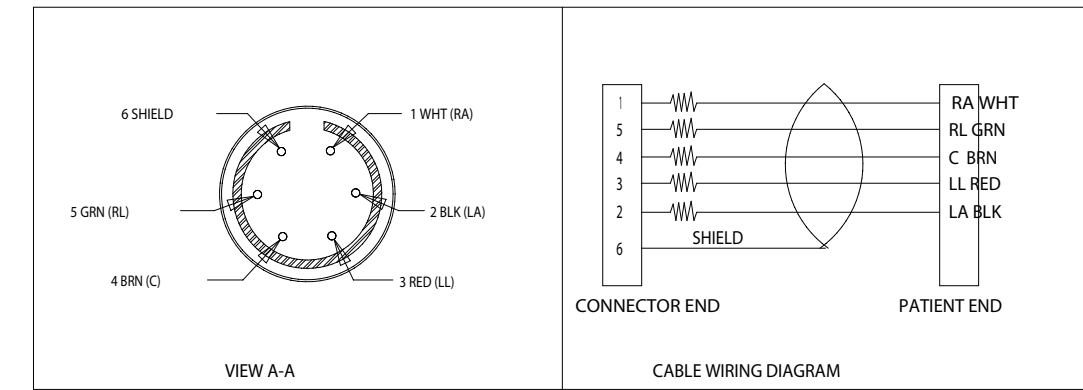 6 SHIELD
1 WHT (RA)
5 GRN (RL)
2 BLK (LA)
4 BRN (C)
3 RED (LL)
VIEW A-A
1
RA WHT
5
RL GRN
4
C BRN
3
LL RED
2
LA BLK
6
SHIELD
CONNECTOR END
PATIENT END
CABLE WIRING DIAGRAM